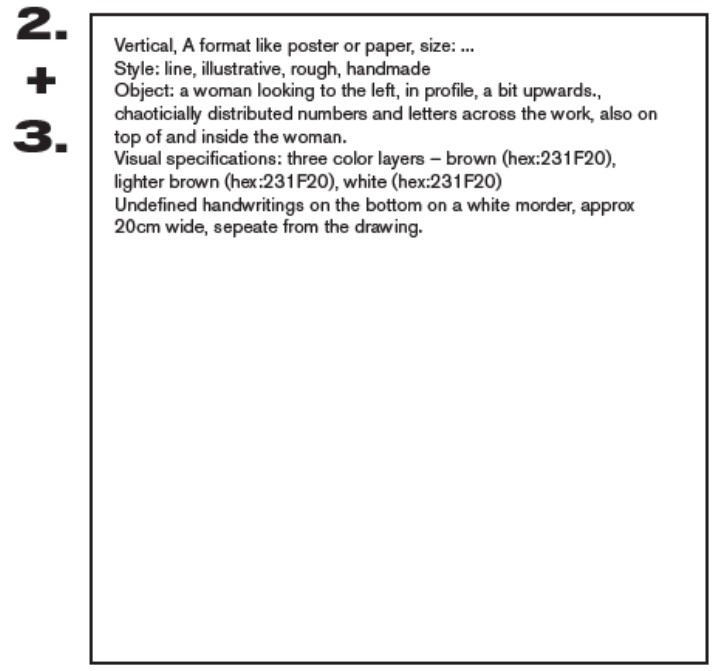 2.
+
3.
Vertical, A format like poster or paper, size: ...
Style: line, illustrative, rough, handmade
Object: a woman looking to the left, in profile, a bit upwards.,
chaoticially distributed numbers and letters across the work, also on
top of and inside the woman.
Visual specifications: three color layers – brown (hex:231F20),
lighter brown (hex:231F20), white (hex:231F20)
Undefined handwritings on the bottom on a white morder, approx
20cm wide, sepeate from the drawing.